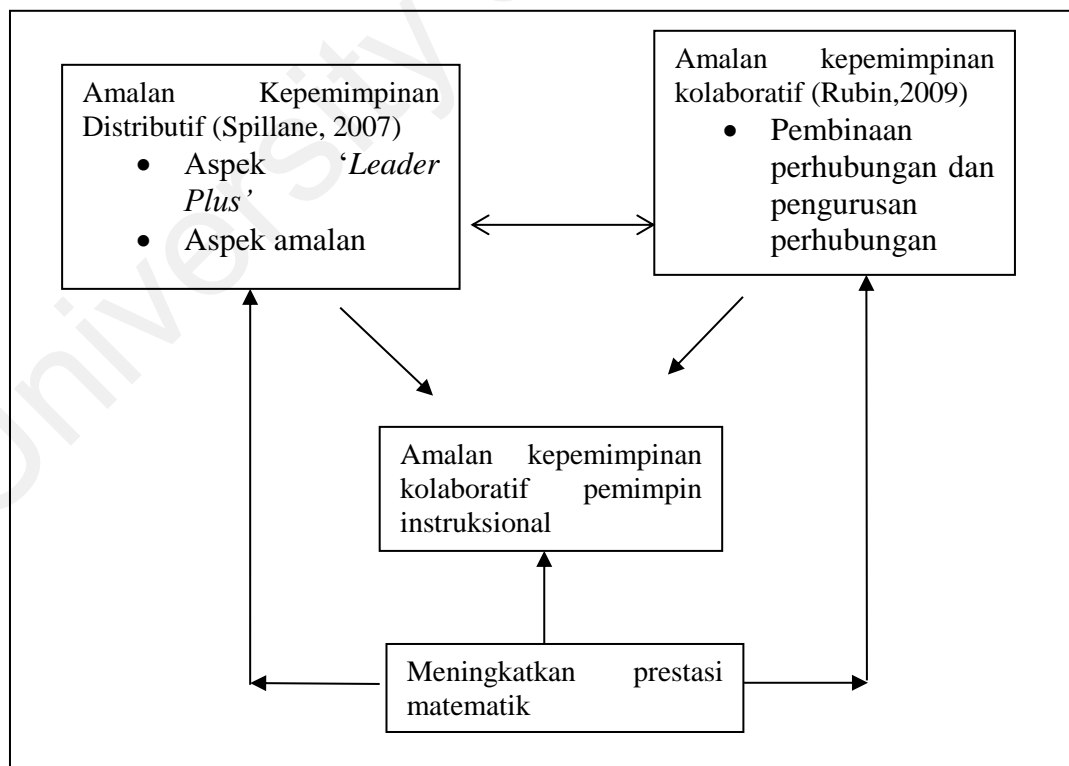 Amalan Kepemimpinan
Distributif (Spillane, 2007)
• Aspek ‘Leader
Plus’
• Aspek amalan
Amalan kepemimpinan
kolaboratif (Rubin,2009)
• Pembinaan
perhubungan dan
pengurusan
perhubungan
Amalan kepemimpinan
kolaboratif pemimpin
instruksional
Meningkatkan prestasi
matematik
University